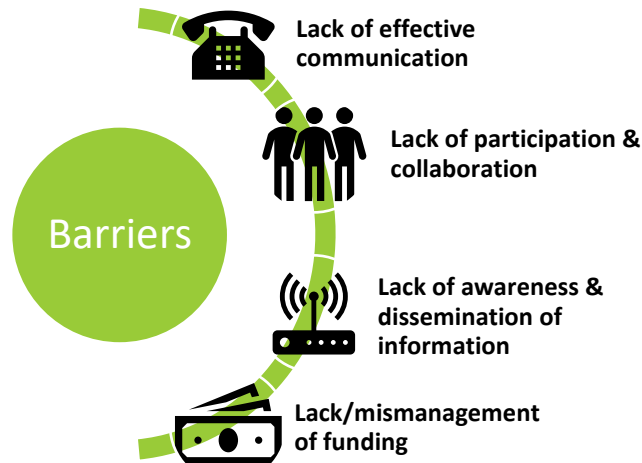 Lack of effective
communication
Lack of participation &
collaboration
Barriers
Lack of awareness &
dissemination of
information
Lack/mismanagement
of funding